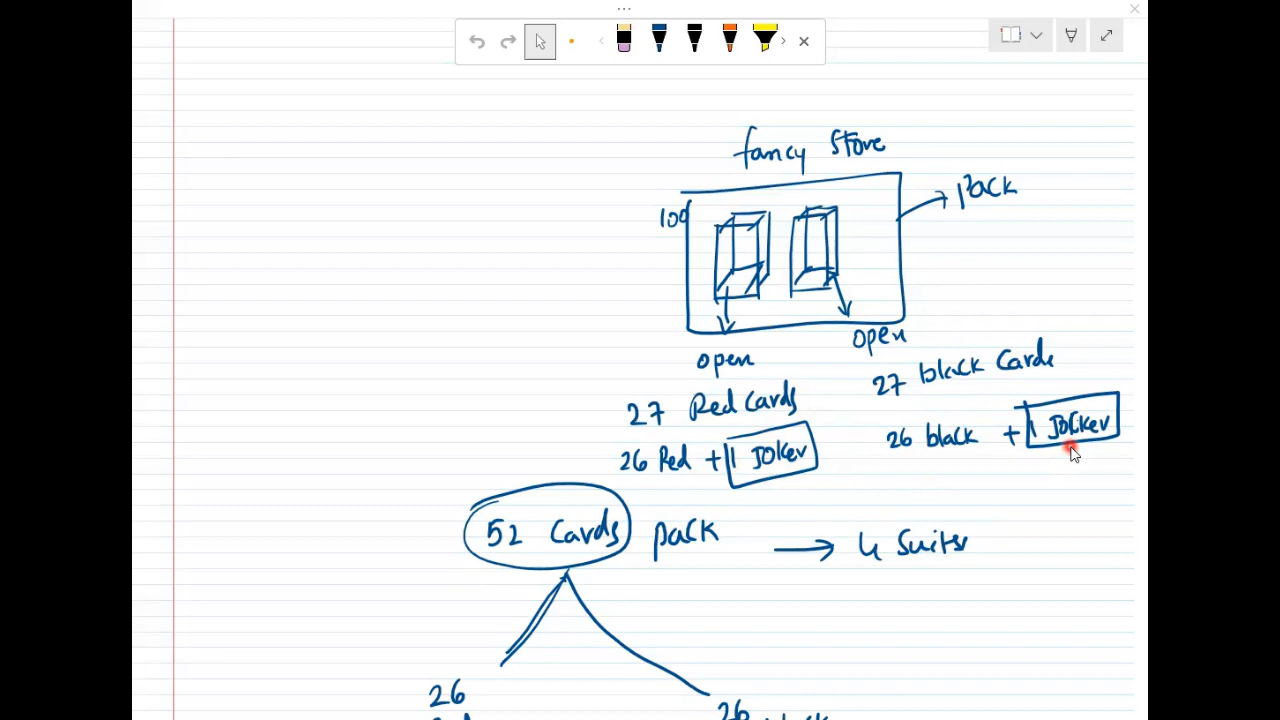 fancy store
100
pack
open
open
27 Red Cards
27 black Cards
26 Red + 1 JOKer
26 black + 1 JOCKer
52 Cards pack → 4 Suits
26
26